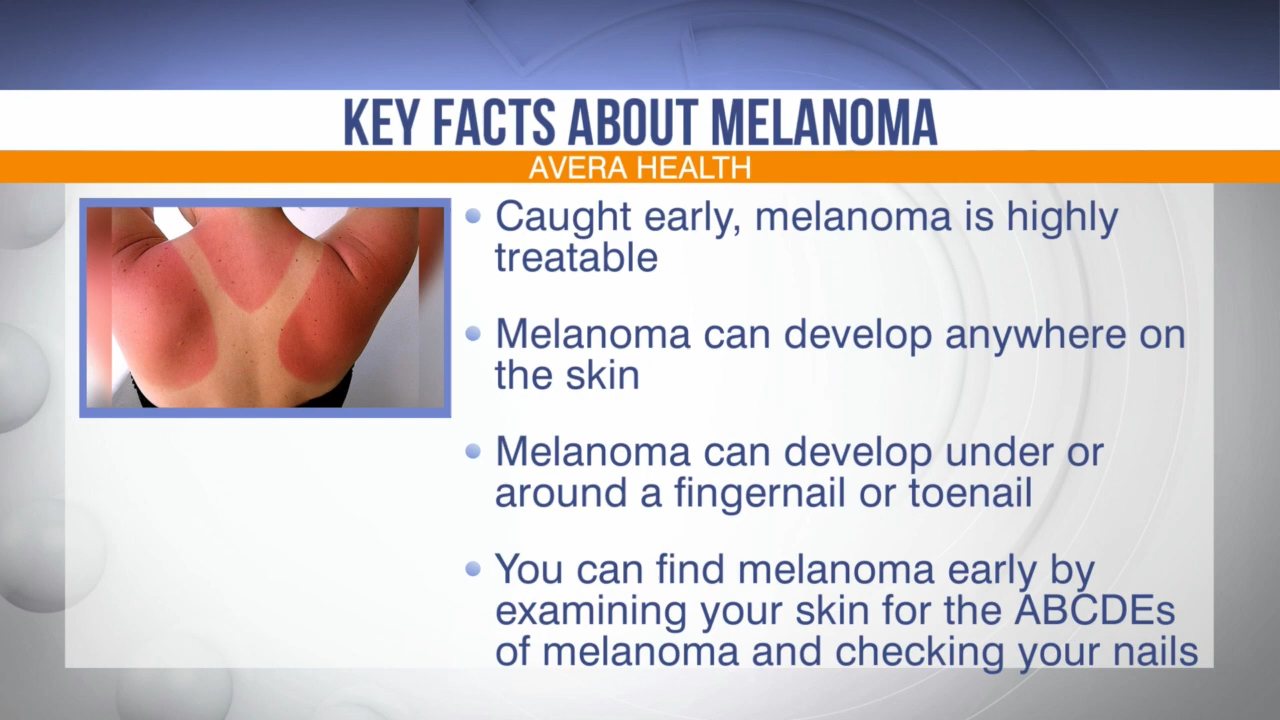 KEY FACTS ABOUT MELANOMA
AVERA HEALTH
• Caught early, melanoma is highly
treatable
• Melanoma can develop anywhere on
the skin
• Melanoma can develop under or
around a fingernail or toenail
• You can find melanoma early by
examining your skin for the ABCDEs
of melanoma and checking your nails